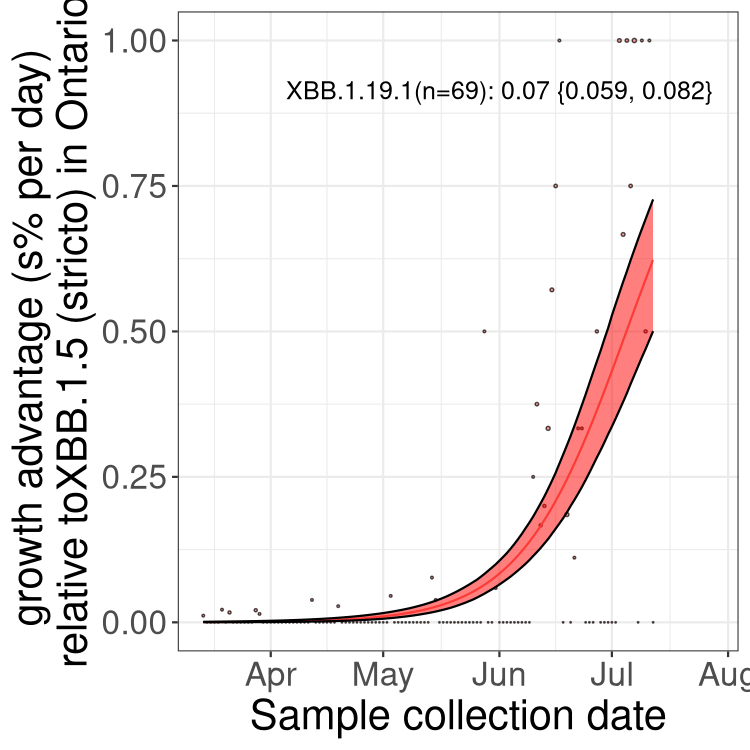 growth advantage (s% per day)
relative toXBB.1.5 (stricto) in Ontario
1.00
XBB.1.19.1(n=69): 0.07 {0.059, 0.082}
0.75
0.50
0.25
0.00
Apr May Jun Jul Aug
Sample collection date